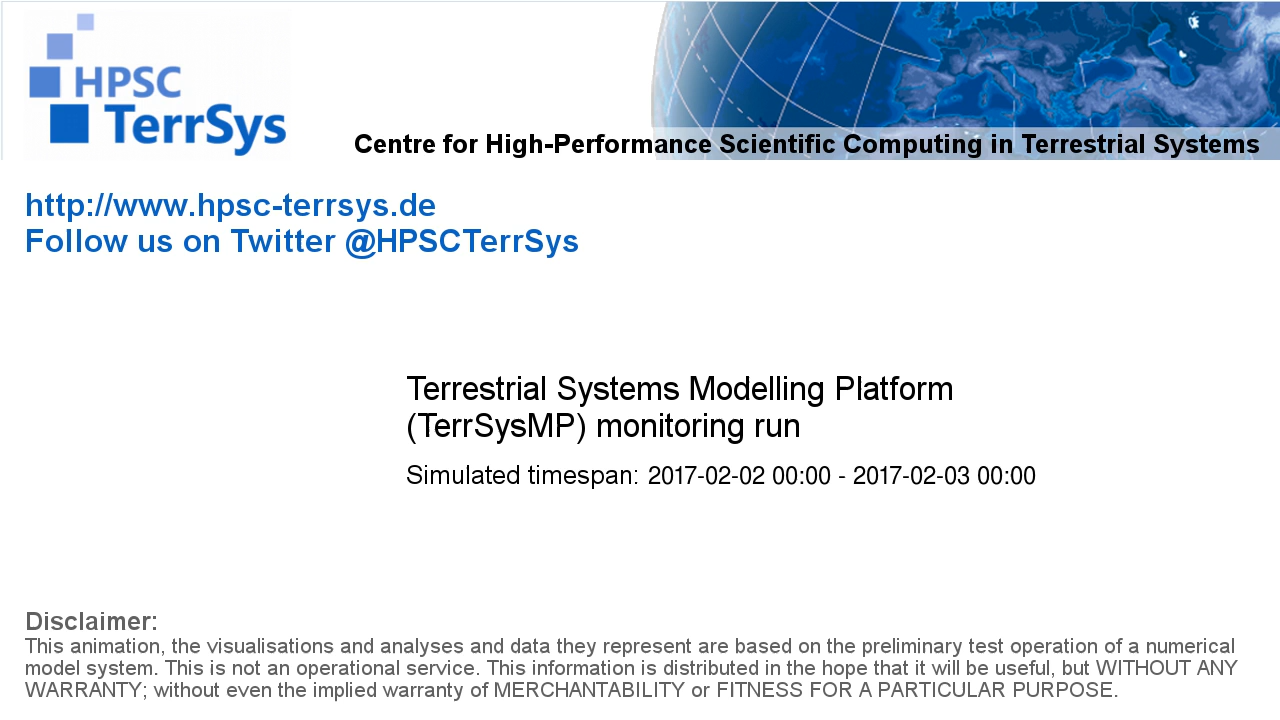 HPSC
TerrSys
Centre for High-Performance Scientific Computing in Terrestrial Systems
http://www.hpsc-terrsys.de
Follow us on Twitter @HPSCTerrSys
Terrestrial Systems Modelling Platform
(TerrSysMP) monitoring run
Simulated timespan: 2017-02-02 00:00 - 2017-02-03 00:00
Disclaimer:
This animation, the visualisations and analyses and data they represent are based on the preliminary test operation of a numerical
model system. This is not an operational service. This information is distributed in the hope that it will be useful, but WITHOUT ANY
WARRANTY; without even the implied warranty of MERCHANTABILITY or FITNESS FOR A PARTICULAR PURPOSE.